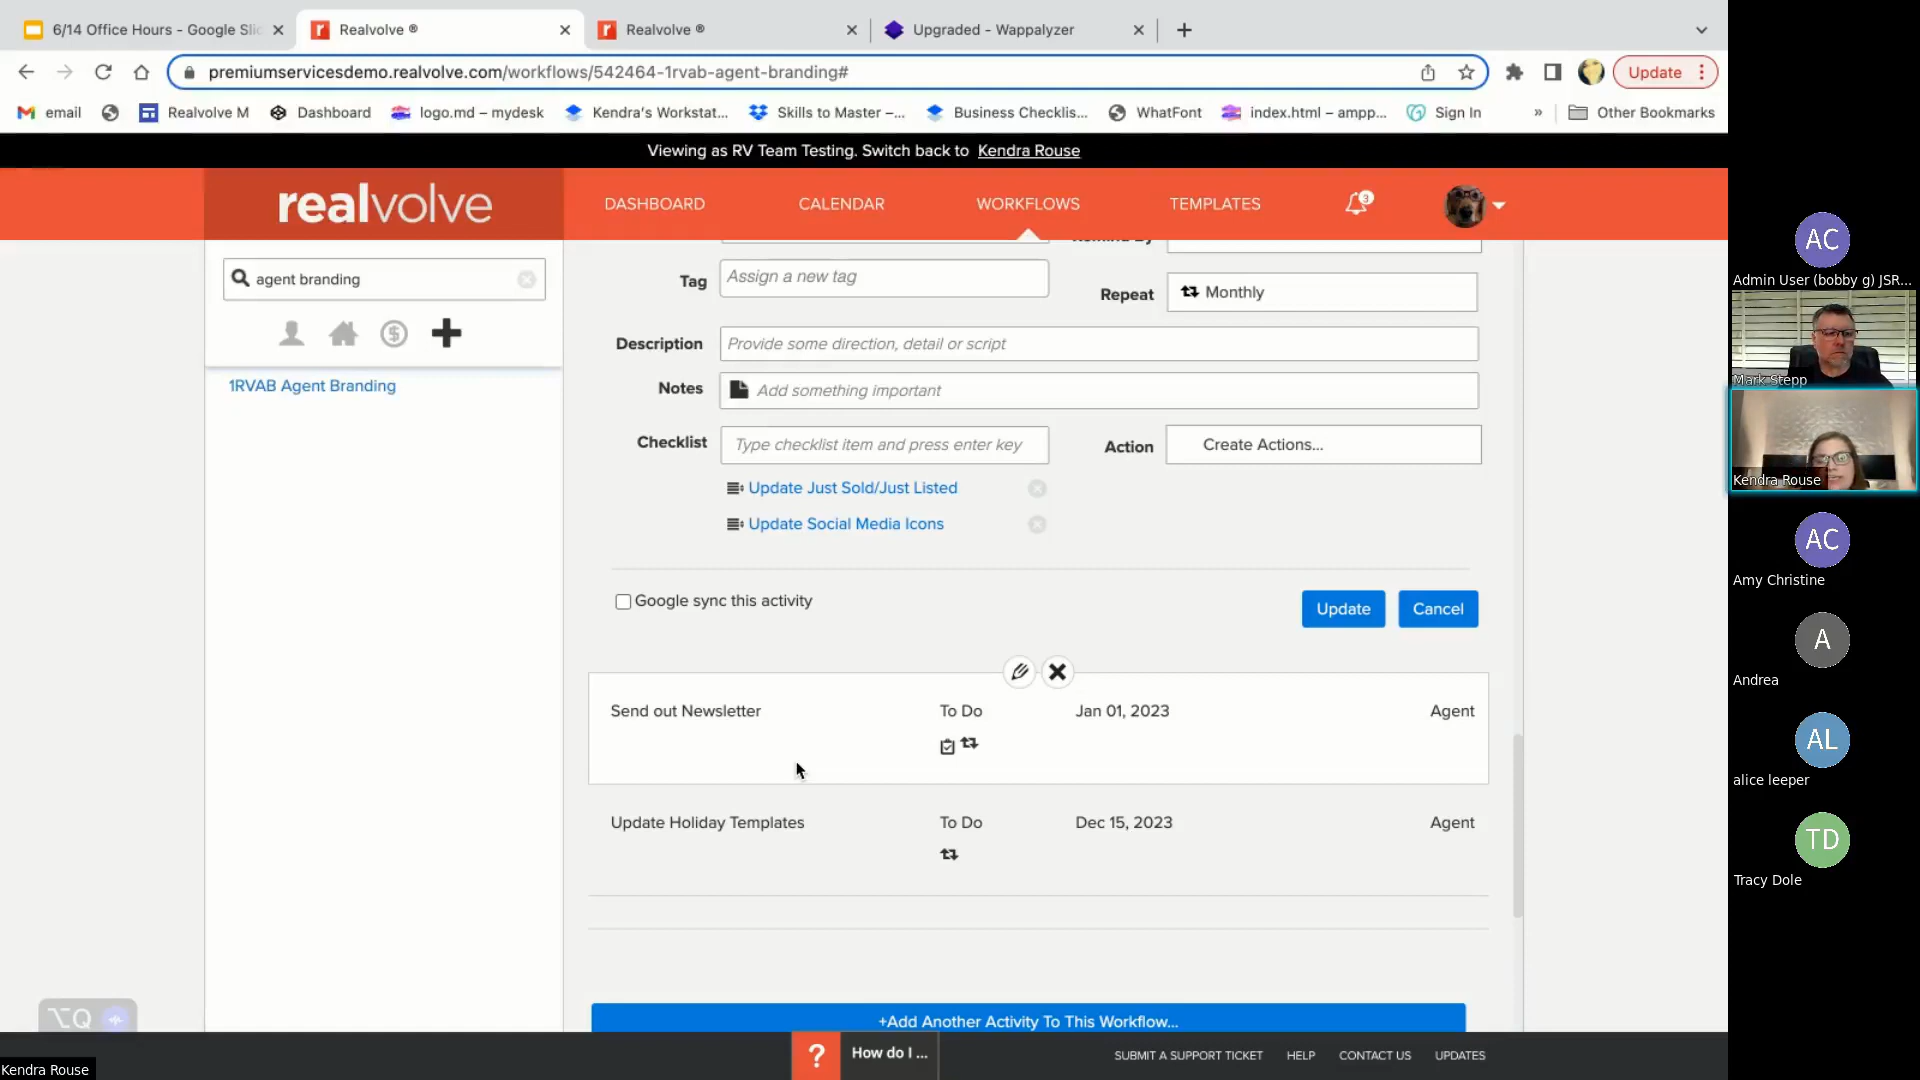 6/14 Office Hours - Google Slic
Realvolve ®
Realvolve ®
Upgraded - Wappalyzer
premiumservicesdemo.realvolve.com/workflows/542464-1rvab-agent-branding#
Update
email
Realvolve M
Dashboard
logo.md – mydesk
Kendra's Workstat...
Skills to Master –...
Business Checklis...
WhatFont
index.html – ampp...
Sign In
»
Other Bookmarks
Viewing as RV Team Testing. Switch back to Kendra Rouse
realvolve
DASHBOARD
CALENDAR
WORKFLOWS
TEMPLATES
3
agent branding
1RVAB Agent Branding
Remind By
Tag
Assign a new tag
Repeat
Monthly
Description
Provide some direction, detail or script
Notes
Add something important
Checklist
Type checklist item and press enter key
Action
Create Actions...
Update Just Sold/Just Listed
Update Social Media Icons
Google sync this activity
Update
Cancel
Send out Newsletter
To Do
Jan 01, 2023
Agent
Update Holiday Templates
To Do
Dec 15, 2023
Agent
+Add Another Activity To This Workflow...
⌥Q
?
How do I ...
SUBMIT A SUPPORT TICKET
HELP
CONTACT US
UPDATES
Kendra Rouse
AC
Admin User (bobby g) JSR...
Mark Stepp
Kendra Rouse
AC
Amy Christine
A
Andrea
AL
alice leeper
TD
Tracy Dole